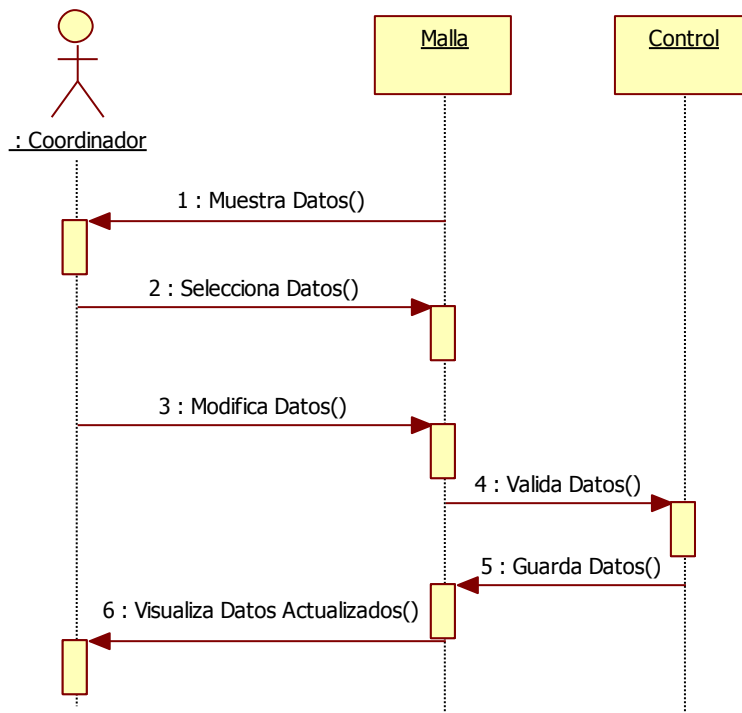 Malla
Control
: Coordinador
1 : Muestra Datos()
2 : Selecciona Datos()
3 : Modifica Datos()
4 : Valida Datos()
5 : Guarda Datos()
6 : Visualiza Datos Actualizados()